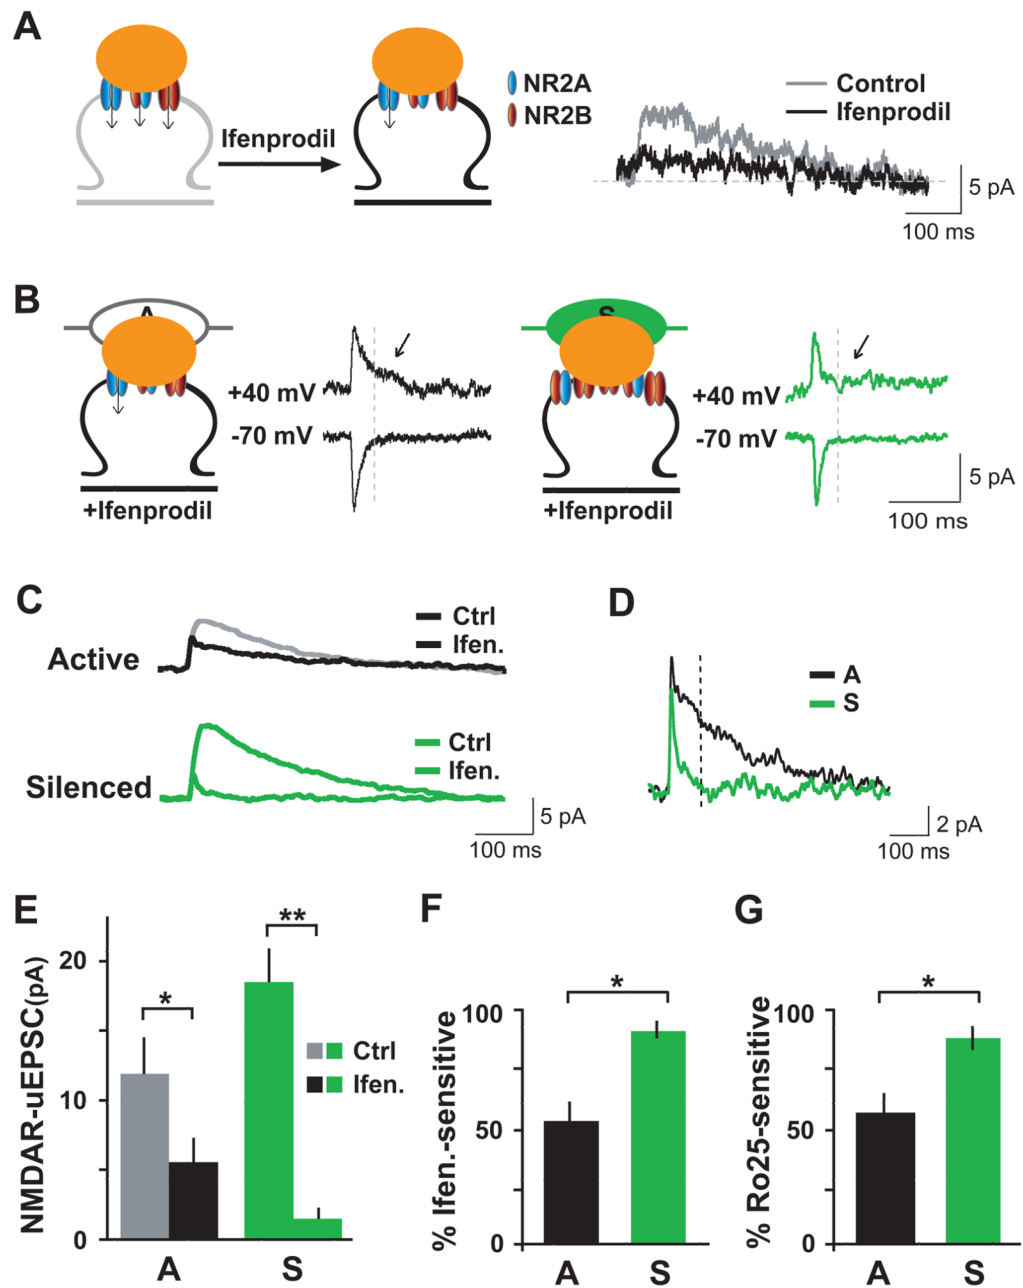 A
Ifenprodil
NR2A
NR2B
Control
Ifenprodil
5 pA
100 ms
B
A
+40 mV
-70 mV
+Ifenprodil
S
+40 mV
-70 mV
+Ifenprodil
5 pA
100 ms
C
Active
Ctrl
Ifen.
Silenced
Ctrl
Ifen.
5 pA
100 ms
D
A
S
2 pA
100 ms
E
NMDAR-uEPSC(pA)
20
10
0
*
**
Ctrl
Ifen.
A
S
F
% Ifen.-sensitive
100
50
0
*
A
S
G
% Ro25-sensitive
100
50
0
*
A
S